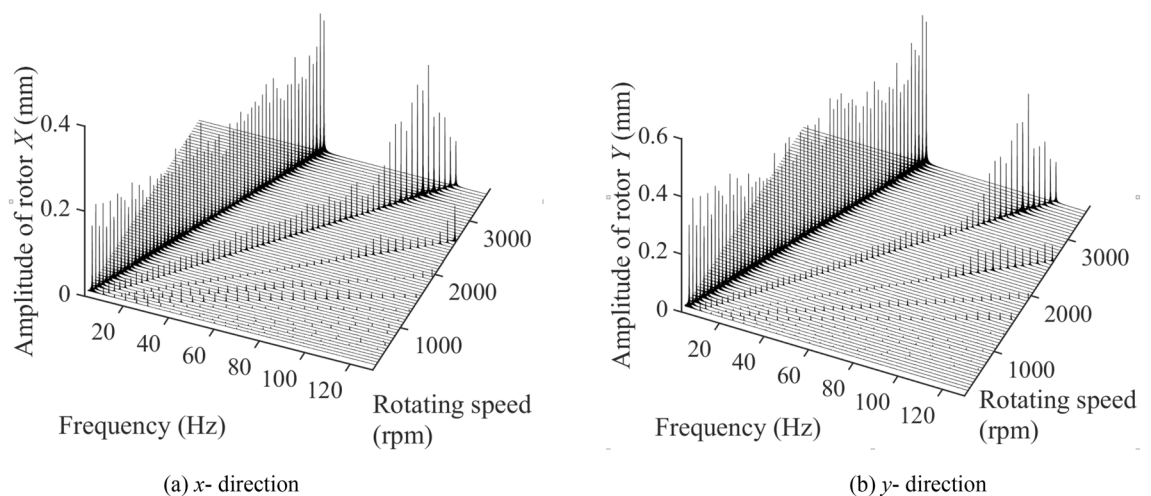 Amplitude of rotor X (mm)
0.4
0.2
0
20
40
60
80
100
120
Frequency (Hz)
1000
2000
3000
Rotating speed
(rpm)
(a) x- direction
Amplitude of rotor Y (mm)
0.6
0.4
0.2
0
20
40
60
80
100
120
Frequency (Hz)
1000
2000
3000
Rotating speed
(rpm)
(b) y- direction